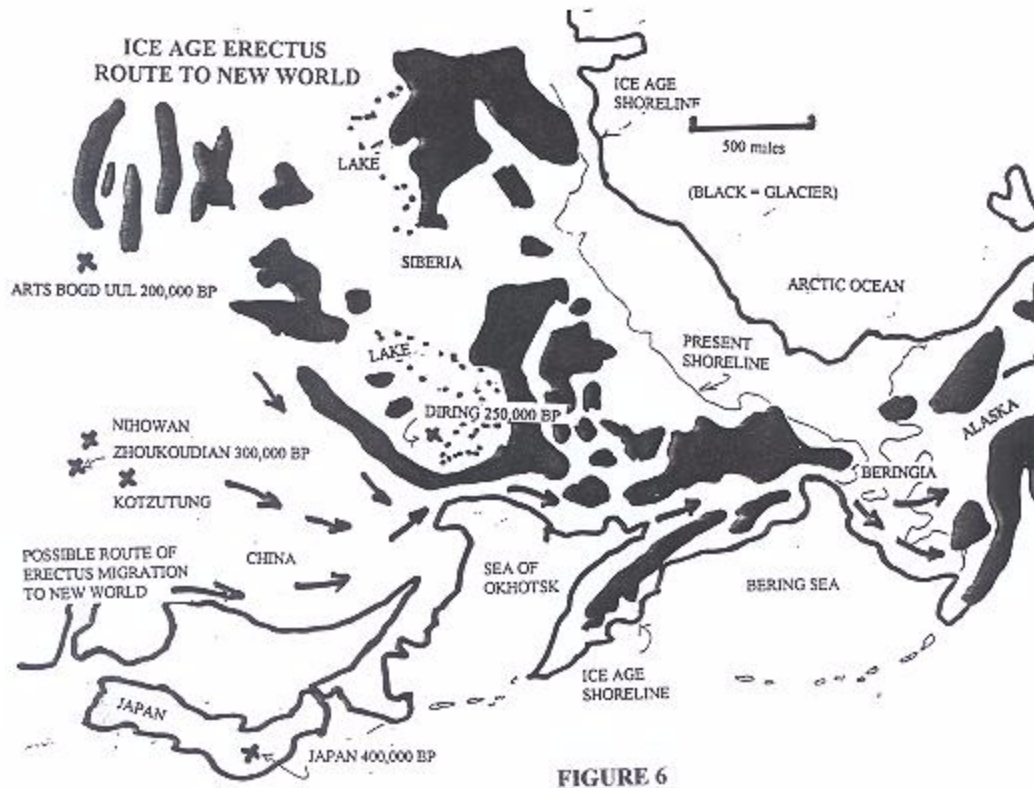 ICE AGE ERECTUS
ROUTE TO NEW WORLD
ICE AGE
SHORELINE
500 miles
(BLACK = GLACIER)
LAKE
SIBERIA
ARTS BOGD UUL 200,000 BP
ARCTIC OCEAN
PRESENT
SHORELINE
LAKE
DIRING 250,000 BP
ALASKA
NIHOWAN
ZHOUKOUDIAN 300,000 BP
KOTZUTUNG
BERINGIA
POSSIBLE ROUTE OF
ERECTUS MIGRATION
TO NEW WORLD
CHINA
SEA OF
OKHOTSK
BERING SEA
ICE AGE
SHORELINE
JAPAN
JAPAN 400,000 BP
FIGURE 6